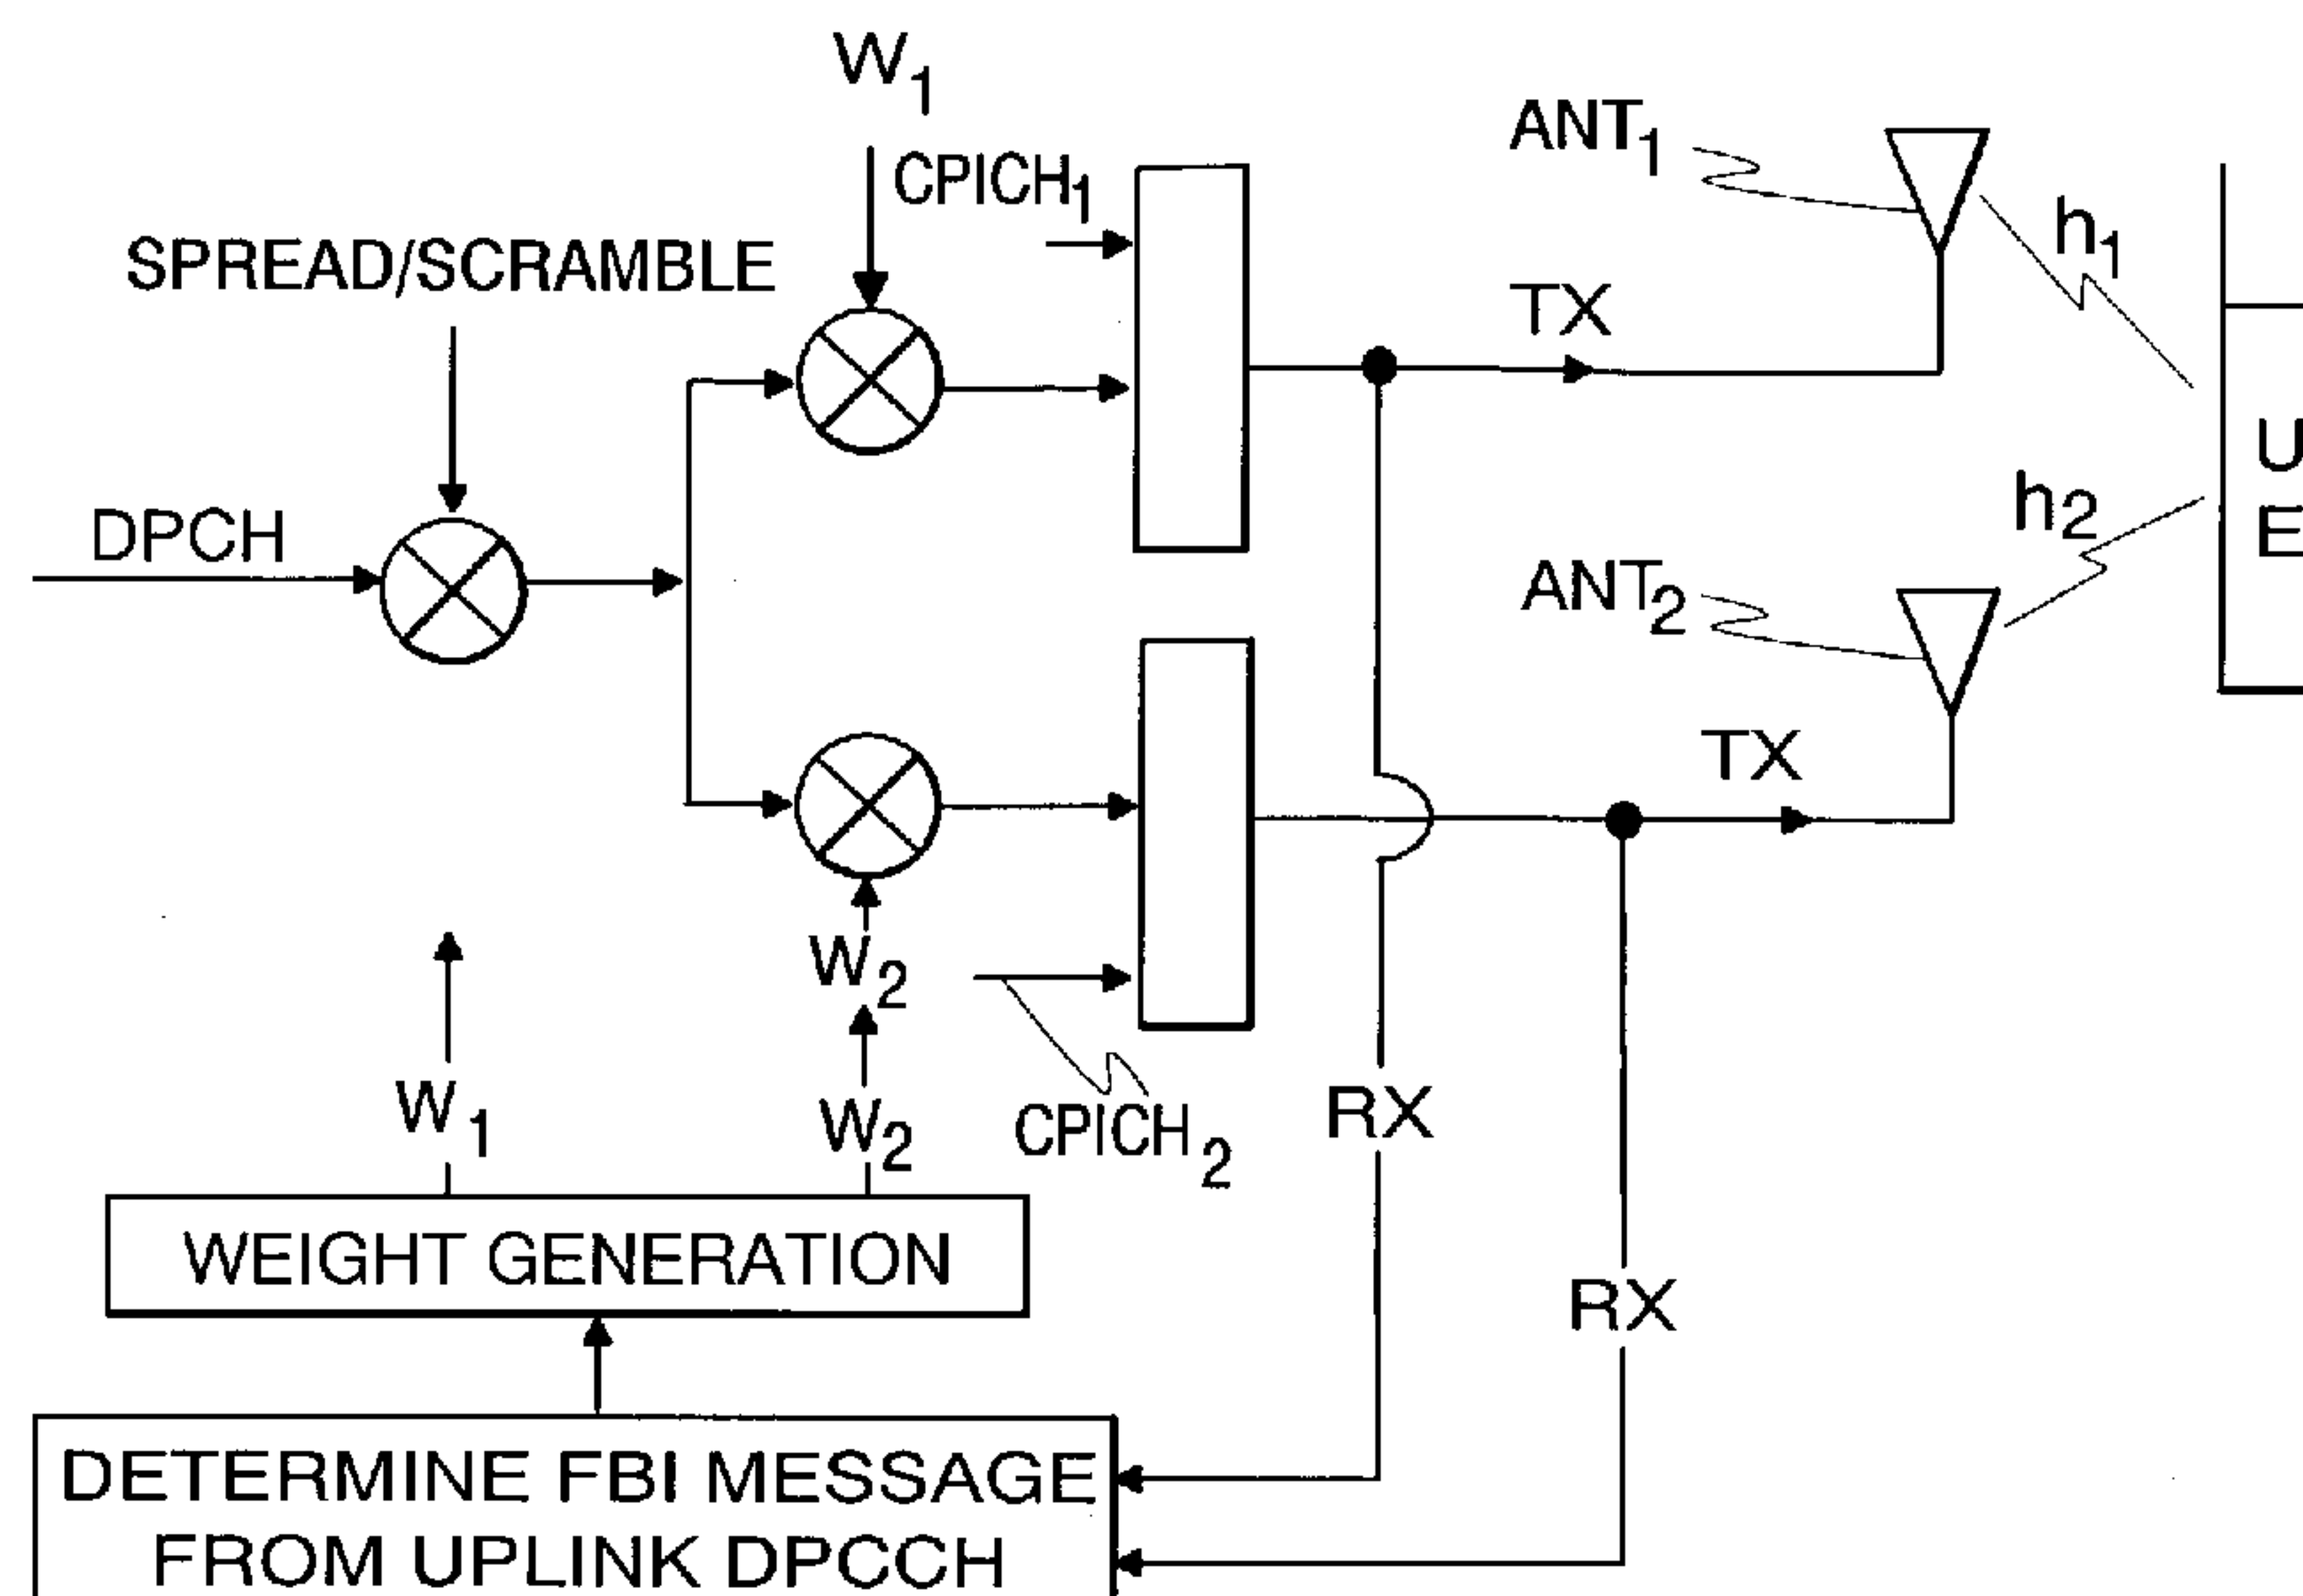 W1
CPICH1
ANT1
h1
SPREAD/SCRAMBLE
TX
DPCH
U
E
h2
ANT2
TX
W2
W1
W2
CPICH2
RX
WEIGHT GENERATION
RX
DETERMINE FBI MESSAGE
FROM UPLINK DPCCH